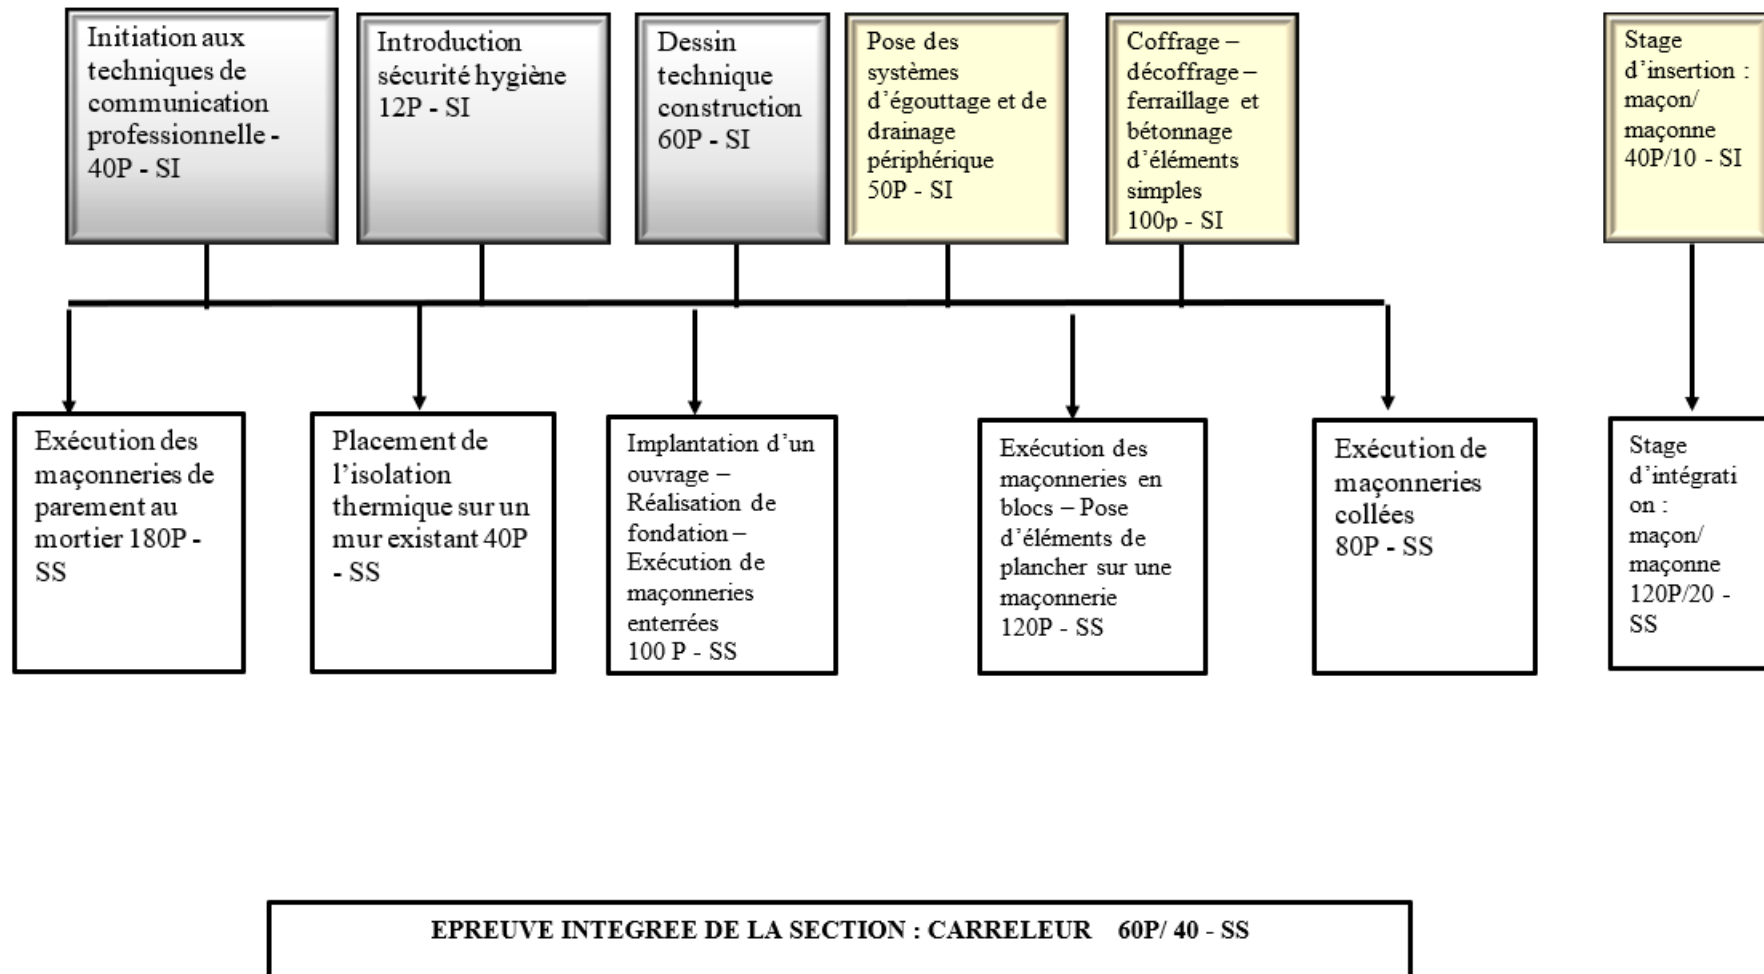 Initiation aux
techniques de
communication
professionnelle -
40P - SI
Introduction
sécurité hygiène
12P - SI
Dessin
technique
construction
60P - SI
Pose des
systèmes
d’égouttage et de
drainage
périphérique
50P - SI
Coffrage –
décoffrage –
ferraillage et
bétonnage
d’éléments
simples
100p - SI
Stage
d’insertion :
maçon/
maçonne
40P/10 - SI
Exécution des
maçonneries de
parement au
mortier 180P -
SS
Placement de
l’isolation
thermique sur un
mur existant 40P
- SS
Implantation d’un
ouvrage –
Réalisation de
fondation –
Exécution de
maçonneries
enterrées
100 P - SS
Exécution des
maçonneries en
blocs – Pose
d’éléments de
plancher sur une
maçonnerie
120P - SS
Exécution de
maçonneries
collées
80P - SS
Stage
d’intégrati
on :
maçon/
maçonne
120P/20 -
SS
EPREUVE INTEGREE DE LA SECTION : CARRELEUR 60P/ 40 - SS